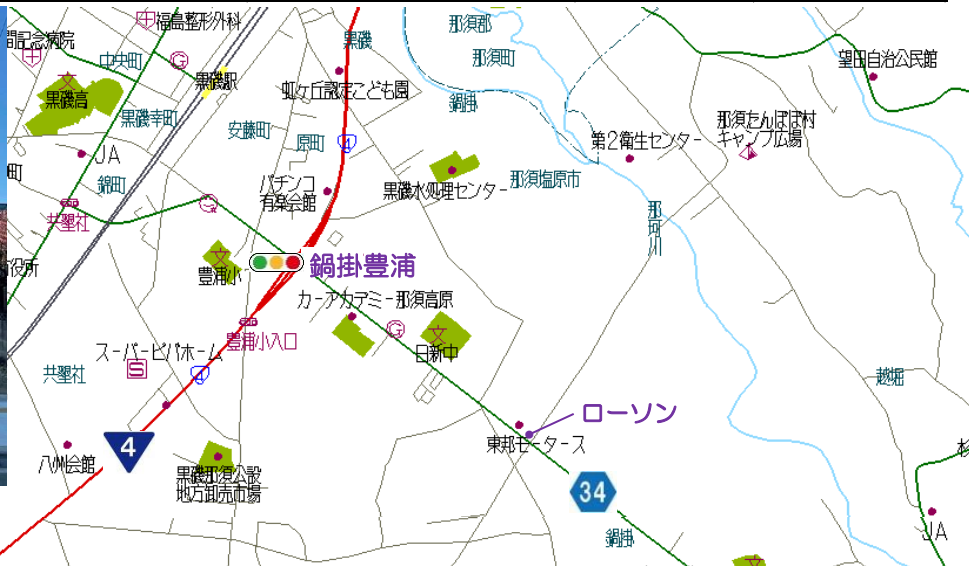 福島整形外科
那須郡
間記念病院
黒磯
那須町
中央町
望田自治公民館
黒磯駅
虹ヶ丘認定こども園
黒磯高
鍋掛
黒磯幸町
那須たんぽぽ村
キャンプ広場
安藤町
原町
4
第2衛生センター
JA
町
錦町
パチンコ
有楽会館
黒磯水処理センター
那須塩原市
共墾社
那珂川
役所
豊浦小
鍋掛豊浦
カーアカデミー那須高原
豊浦小入口
日新中
スーパービバホーム
S
共墾社
4
越堀
ローソン
東邦モータース
4
八州会館
黒磯那須公設
地方卸売市場
34
鍋掛
JA